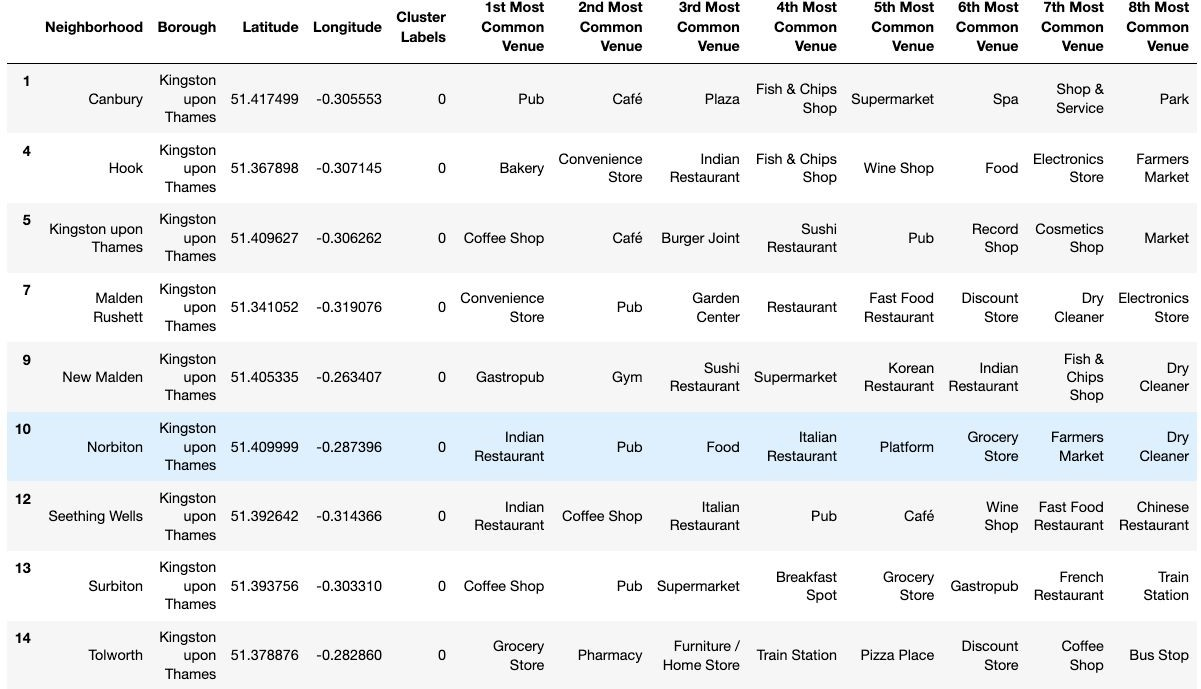 Neighborhood Borough Latitude Longitude Cluster Labels 1st Most Common Venue 2nd Most Common Venue 3rd Most Common Venue 4th Most Common Venue 5th Most Common Venue 6th Most Common Venue 7th Most Common Venue 8th Most Common Venue
1 Canbury Kingston upon Thames 51.417499 -0.305553 0 Pub Café Plaza Fish & Chips Shop Supermarket Spa Shop & Service Park
4 Hook Kingston upon Thames 51.367898 -0.307145 0 Bakery Convenience Store Indian Restaurant Fish & Chips Shop Wine Shop Food Electronics Store Farmers Market
5 Kingston upon Thames Kingston upon Thames 51.409627 -0.306262 0 Coffee Shop Café Burger Joint Sushi Restaurant Pub Record Shop Cosmetics Shop Market
7 Malden Rushett Kingston upon Thames 51.341052 -0.319076 0 Convenience Store Pub Garden Center Restaurant Fast Food Restaurant Discount Store Dry Cleaner Electronics Store
9 New Malden Kingston upon Thames 51.405335 -0.263407 0 Gastropub Gym Sushi Restaurant Supermarket Korean Restaurant Indian Restaurant Fish & Chips Shop Dry Cleaner
10 Norbiton Kingston upon Thames 51.409999 -0.287396 0 Indian Restaurant Pub Food Italian Restaurant Platform Grocery Store Farmers Market Dry Cleaner
12 Seething Wells Kingston upon Thames 51.392642 -0.314366 0 Indian Restaurant Coffee Shop Italian Restaurant Pub Café Wine Shop Fast Food Restaurant Chinese Restaurant
13 Surbiton Kingston upon Thames 51.393756 -0.303310 0 Coffee Shop Pub Supermarket Breakfast Spot Grocery Store Gastropub French Restaurant Train Station
14 Tolworth Kingston upon Thames 51.378876 -0.282860 0 Grocery Store Pharmacy Furniture / Home Store Train Station Pizza Place Discount Store Coffee Shop Bus Stop